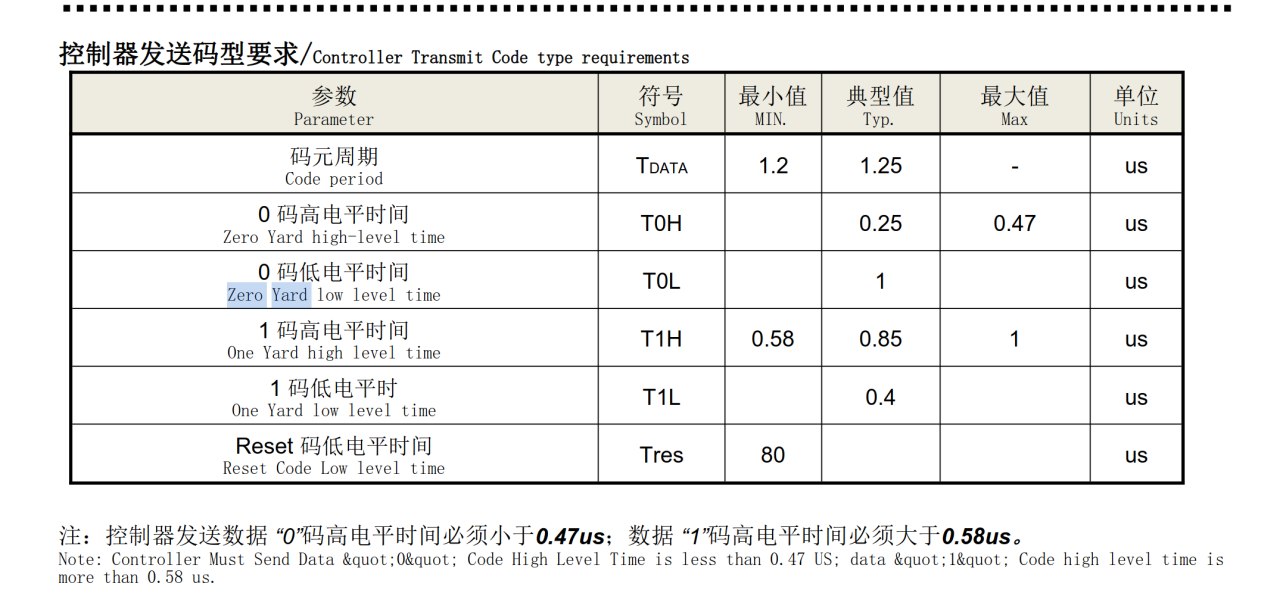 控制器发送码型要求/Controller Transmit Code type requirements
参数 符号 最小值 典型值 最大值 单位
Parameter Symbol MIN. Typ. Max Units
码元周期
Code period
TDATA 1.2 1.25 - us
0 码高电平时间
Zero Yard high-level time
T0H 0.25 0.47 us
0 码低电平时间
Zero Yard low level time
T0L 1 us
1 码高电平时间
One Yard high level time
T1H 0.58 0.85 1 us
1 码低电平时
One Yard low level time
T1L 0.4 us
Reset 码低电平时间
Reset Code Low level time
Tres 80 us
注：控制器发送数据 “0”码高电平时间必须小于0.47us；数据 “1”码高电平时间必须大于0.58us。
Note: Controller Must Send Data &quot;0&quot; Code High Level Time is less than 0.47 US; data &quot;1&quot; Code high level time is
more than 0.58 us.